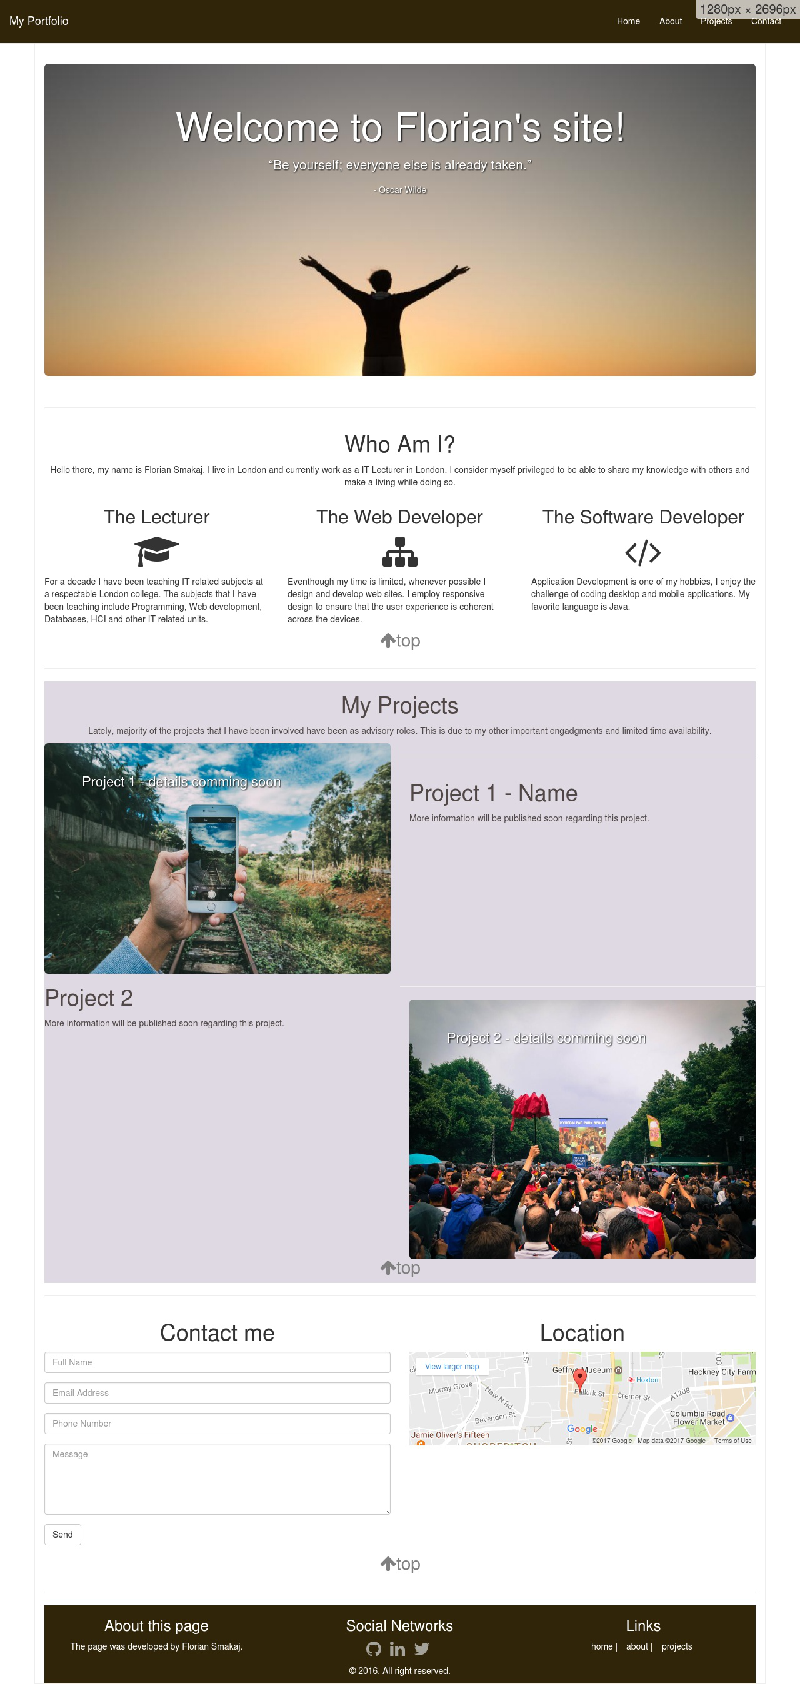 My Portfolio
Home About Projects Contact
1280px × 2696px
Welcome to Florian's site!
"Be yourself; everyone else is already taken."
- Oscar Wilde
Who Am I?
Hello there, my name is Florian Smakaj. I live in London and currently work as a IT Lecturer in London. I consider myself privileged to be able to share my knowledge with others and
make a living while doing so.
The Lecturer
For a decade I have been teaching IT related subjects at
a respectable London college. The subjects that I have
been teaching include Programming, Web development,
Databases, HCI and other IT related units.
The Web Developer
Eventhough my time is limited, whenever possible I
design and develop web sites. I employ responsive
design to ensure that the user experience is coherent
across the devices.
The Software Developer
Application Development is one of my hobbies, I enjoy the
challenge of coding desktop and mobile applications. My
favorite language is Java.
top
My Projects
Lately, majority of the projects that I have been involved have been as advisory roles. This is due to my other important engadgments and limited time availability.
Project 1 - details comming soon
Project 1 - Name
More information will be published soon regarding this project.
Project 2
More information will be published soon regarding this project.
Project 2 - details comming soon
top
Contact me
Full Name
Email Address
Phone Number
Message
Send
Location
View larger map
Geffrye Museum
Hackney City Farm
Hoxton
Murray Grove
Falkirk St
Cremer St
A1208
Columbia Road
Flower Market
Jamie Oliver's Fifteen
Google
©2017 Google Map data ©2017 Google Terms of Use
top
About this page
The page was developed by Florian Smakaj.
Social Networks
© 2016. All right reserved.
Links
home | about | projects